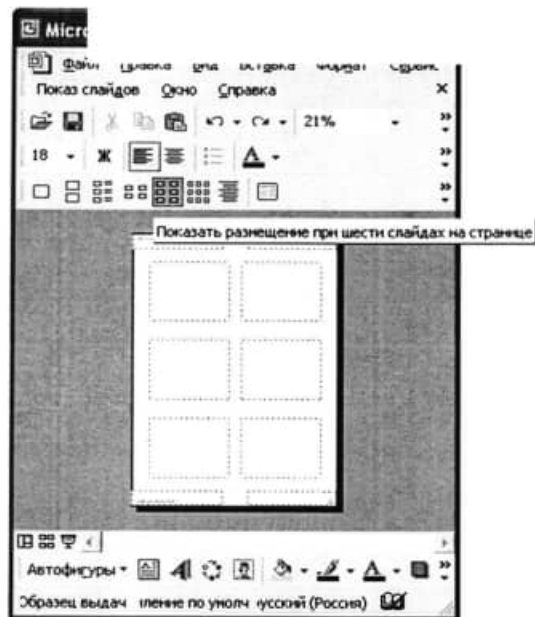 Micro
Файл Правка Вид Вставка Формат Сервис
Показ слайдов Окно Справка
21%
18 Ж А
Показать размещение при шести слайдах на странице
Автофигуры
Образец выдач ление по умолч усский (Россия)